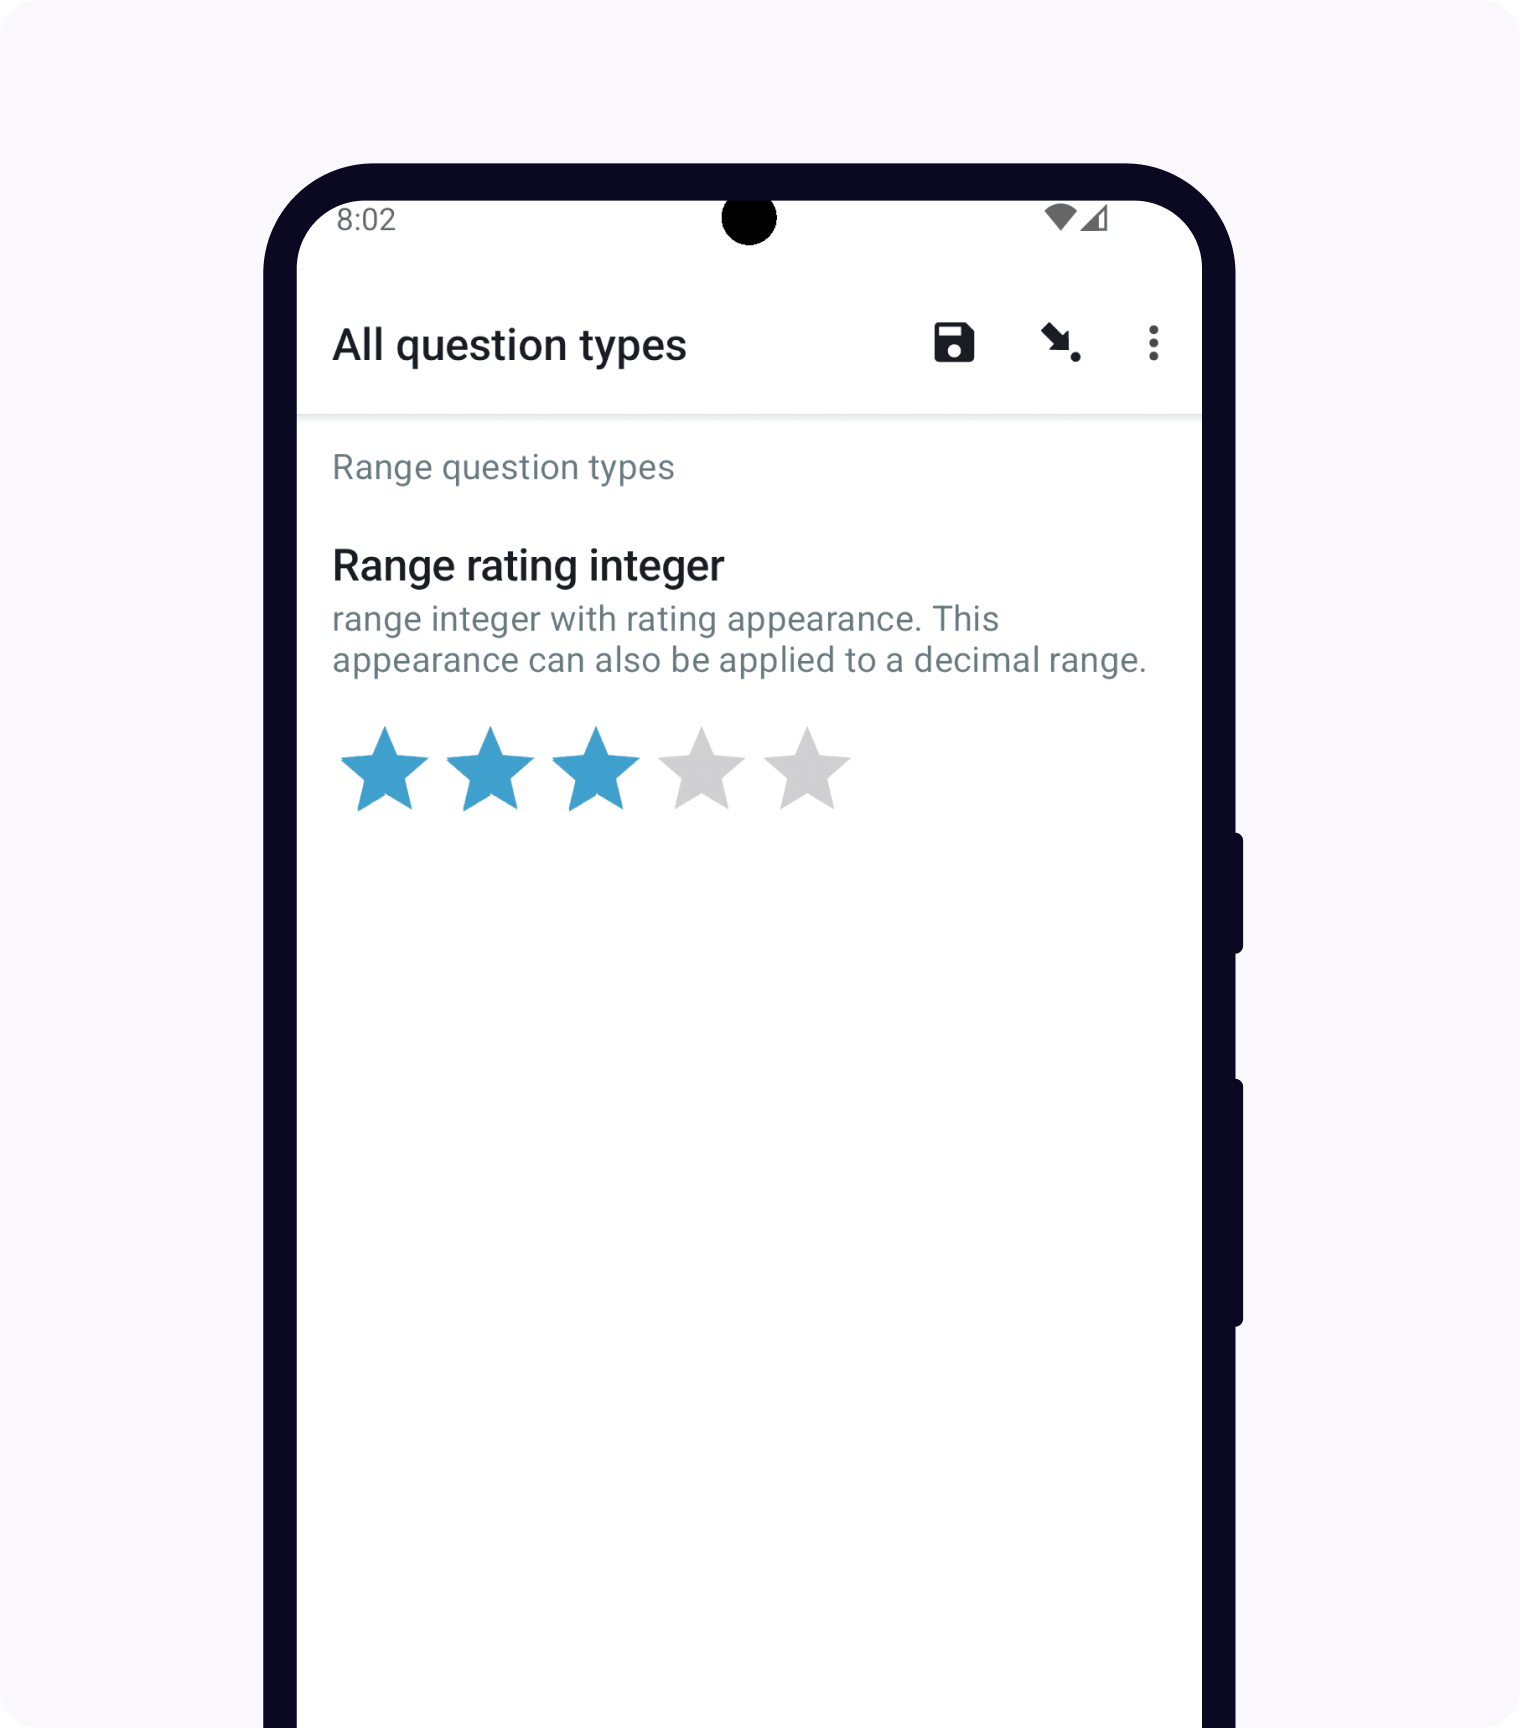 8:02
All question types
Range question types
Range rating integer
range integer with rating appearance. This
appearance can also be applied to a decimal range.